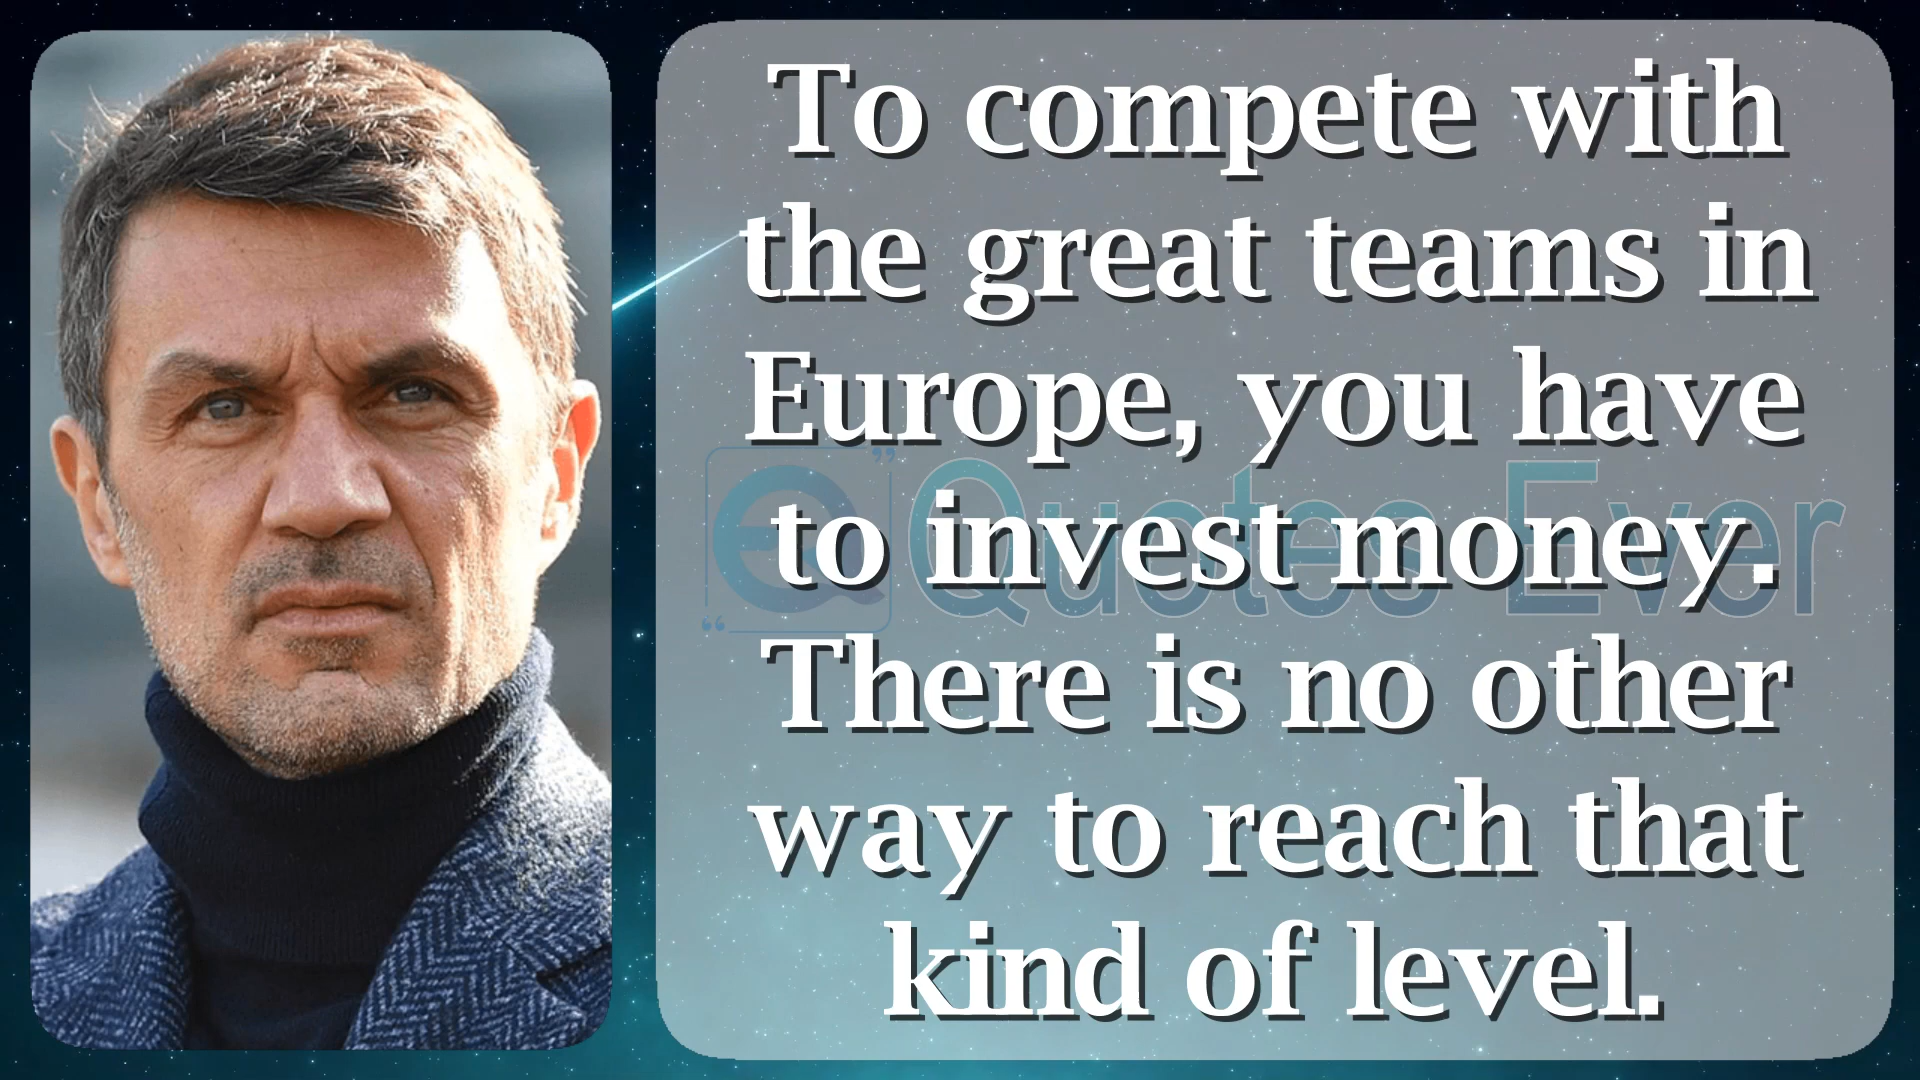 To compete with
the great teams in
Europe, you have
to invest money.
There is no other
way to reach that
kind of level.
EQ Quotes Ever